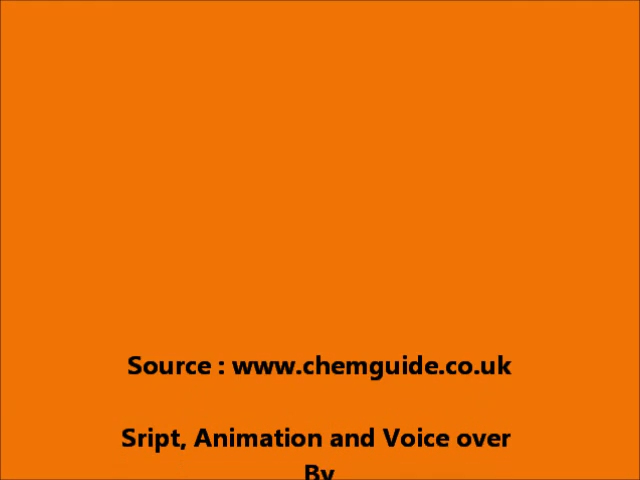 Source : www.chemguide.co.uk
Sript, Animation and Voice over
By